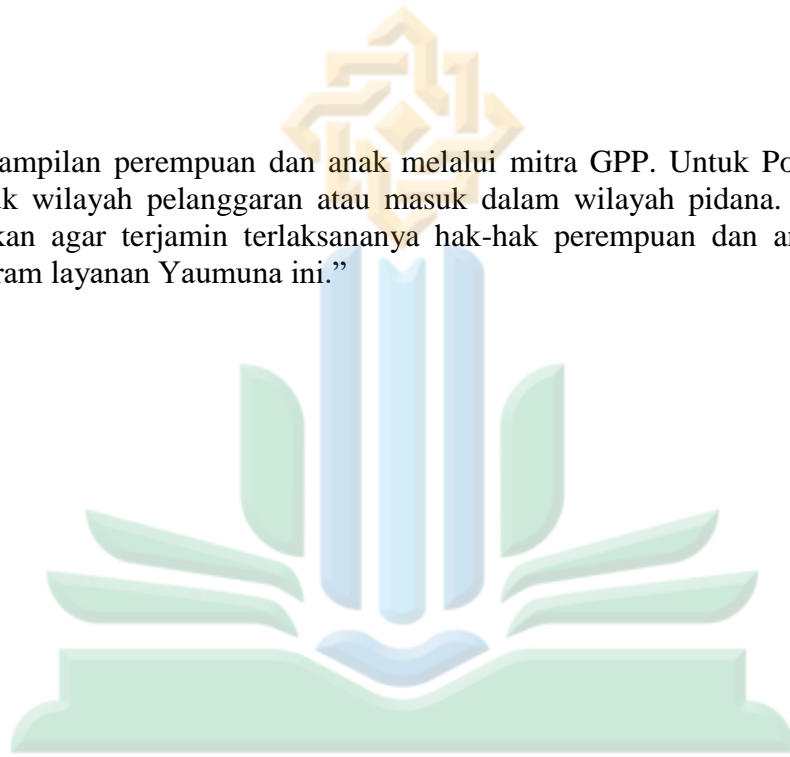 ampilan perempuan dan anak melalui mitra GPP. Untuk Po
uk wilayah pelanggaran atau masuk dalam wilayah pidana.
kan agar terjamin terlaksananya hak-hak perempuan dan a
ram layanan Yaumuna ini.”